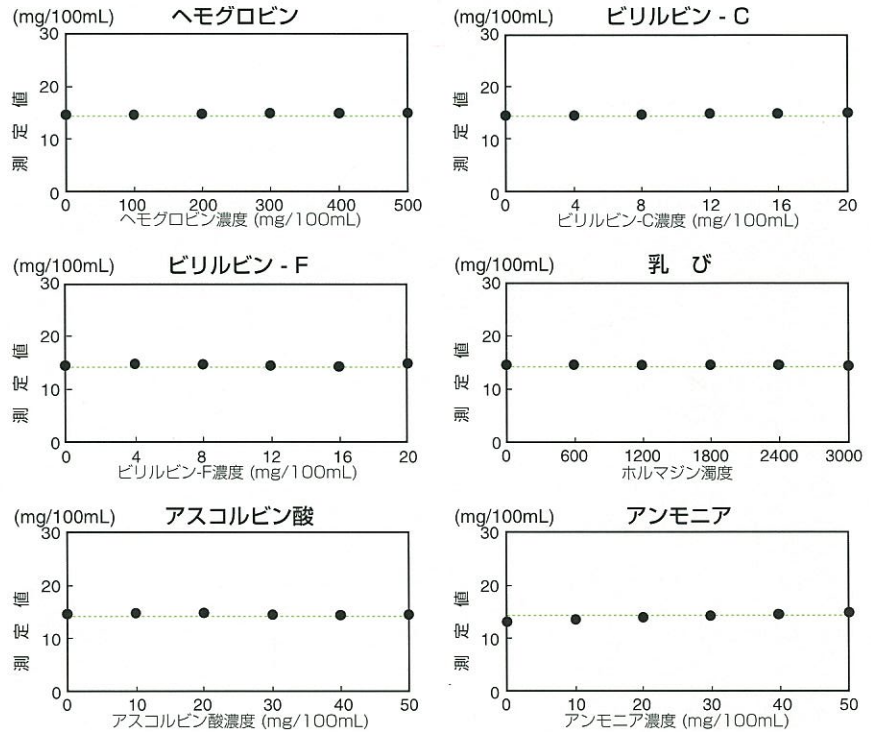 (mg/100mL) ヘモグロビン
30
20
10
0
測定値
0 100 200 300 400 500
ヘモグロビン濃度 (mg/100mL)
(mg/100mL) ビリルビン - C
30
20
10
0
測定値
0 4 8 12 16 20
ビリルビン-C濃度 (mg/100mL)
(mg/100mL) ビリルビン - F
30
20
10
0
測定値
0 4 8 12 16 20
ビリルビン-F濃度 (mg/100mL)
(mg/100mL) 乳 び
30
20
10
0
測定値
0 600 1200 1800 2400 3000
ホルマジン濁度
(mg/100mL) アスコルビン酸
30
20
10
0
測定値
0 10 20 30 40 50
アスコルビン酸濃度 (mg/100mL)
(mg/100mL) アンモニア
30
20
10
0
測定値
0 10 20 30 40 50
アンモニア濃度 (mg/100mL)